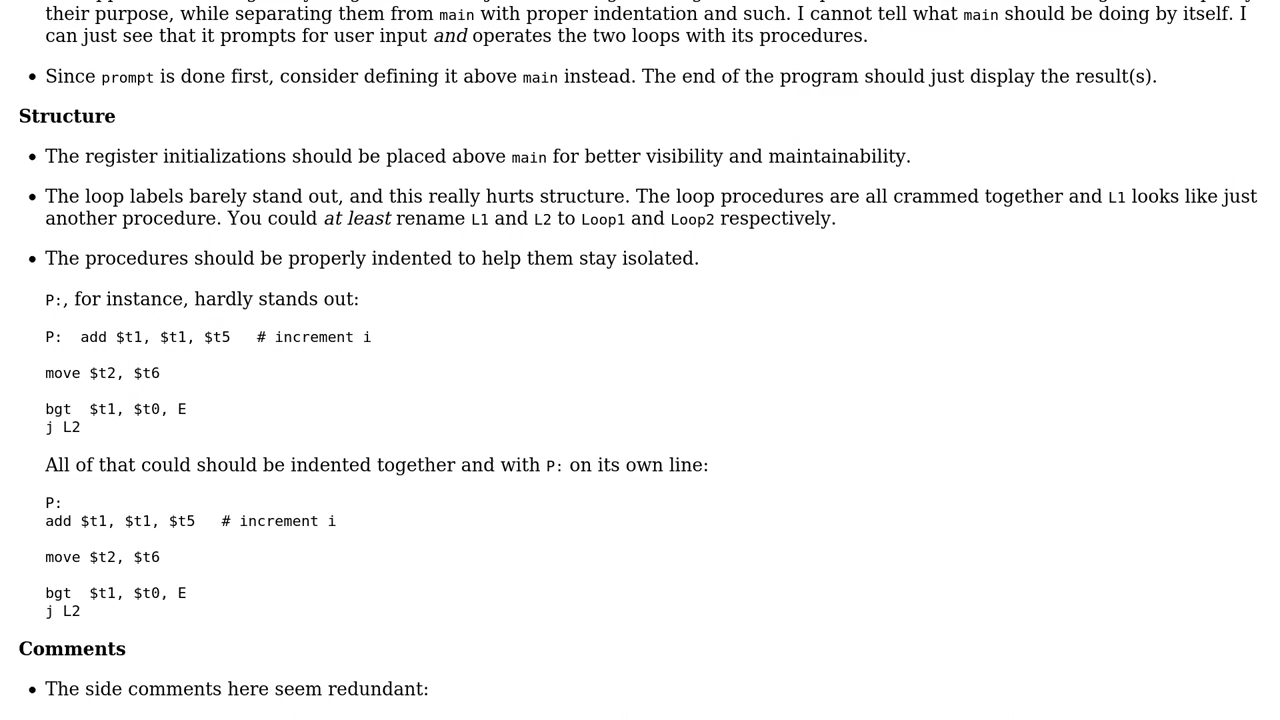 their purpose, while separating them from main with proper indentation and such. I cannot tell what main should be doing by itself. I
can just see that it prompts for user input and operates the two loops with its procedures.
• Since prompt is done first, consider defining it above main instead. The end of the program should just display the result(s).
Structure
• The register initializations should be placed above main for better visibility and maintainability.
• The loop labels barely stand out, and this really hurts structure. The loop procedures are all crammed together and L1 looks like just
another procedure. You could at least rename L1 and L2 to Loop1 and Loop2 respectively.
• The procedures should be properly indented to help them stay isolated.
P:, for instance, hardly stands out:
P:  add $t1, $t1, $t5   # increment i
move $t2, $t6
bgt  $t1, $t0, E
j L2
All of that could should be indented together and with P: on its own line:
P:
add $t1, $t1, $t5   # increment i
move $t2, $t6
bgt  $t1, $t0, E
j L2
Comments
• The side comments here seem redundant: